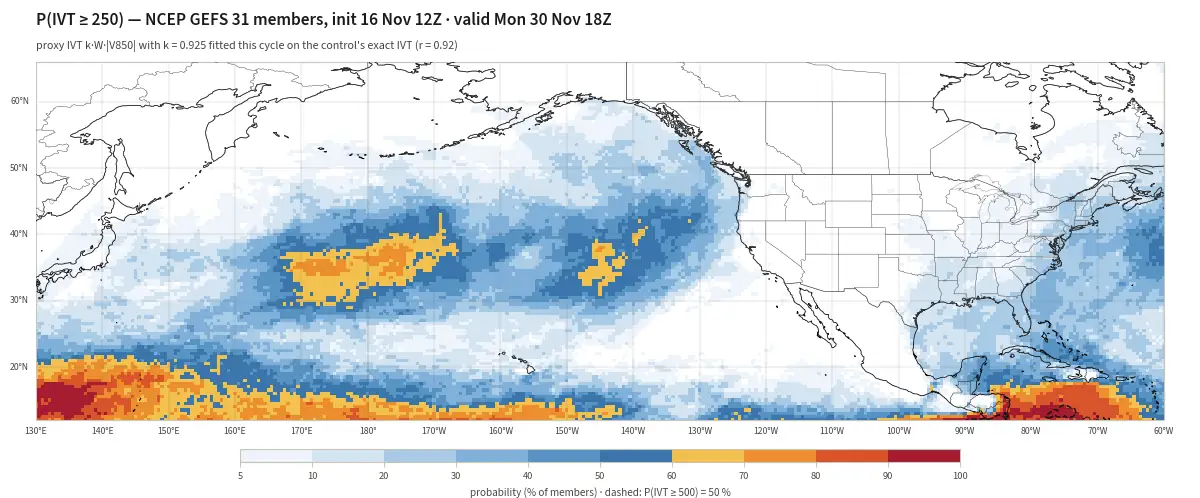 P(IVT ≥ 250) — NCEP GEFS 31 members, init 16 Nov 12Z · valid Mon 30 Nov 18Z
proxy IVT k·W·|V850| with k = 0.925 fitted this cycle on the control's exact IVT (r = 0.92)
60°N
50°N
40°N
30°N
20°N
130°E 140°E 150°E 160°E 170°E 180° 170°W 160°W 150°W 140°W 130°W 120°W 110°W 100°W 90°W 80°W 70°W 60°W
5 10 20 30 40 50 60 70 80 90 100
probability (% of members) · dashed: P(IVT ≥ 500) = 50 %